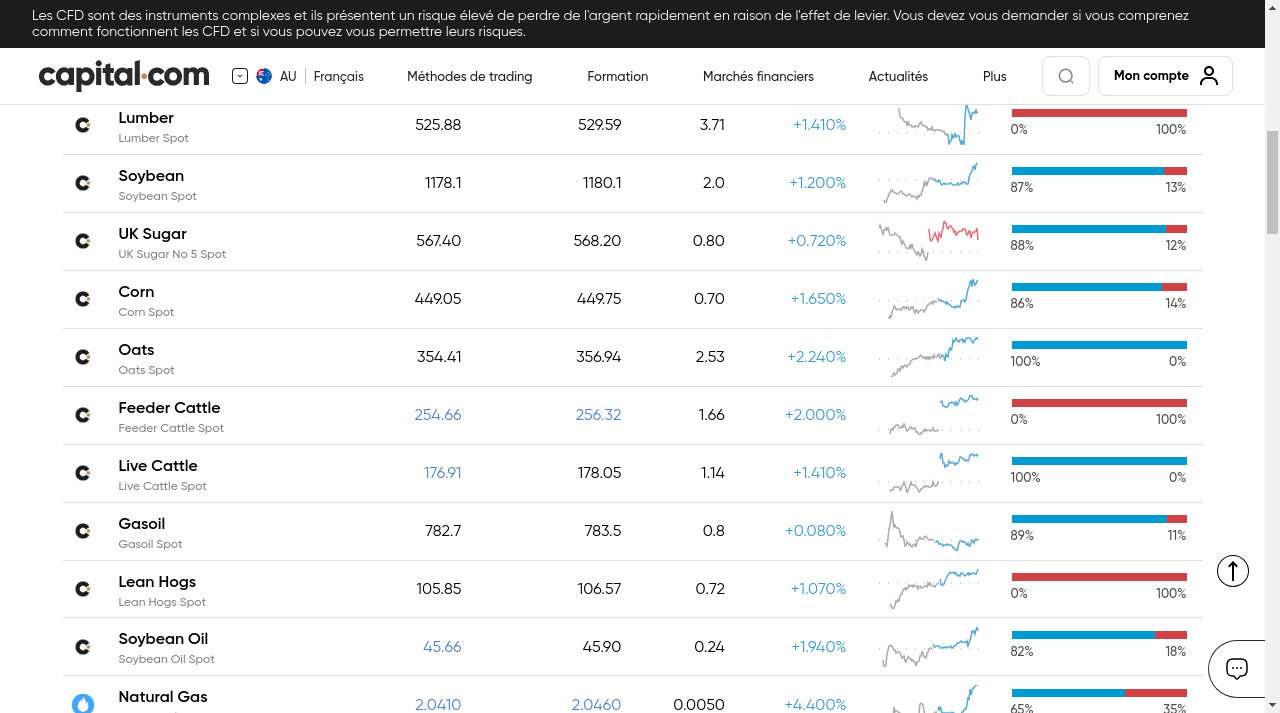 Les CFD sont des instruments complexes et ils présentent un risque élevé de perdre de l'argent rapidement en raison de l'effet de levier. Vous devez vous demander si vous comprenez
comment fonctionnent les CFD et si vous pouvez vous permettre leurs risques.
capital.com AU Français Méthodes de trading Formation Marchés financiers Actualités Plus Mon compte
Lumber 525.88 529.59 3.71 +1.410%
Lumber Spot 0% 100%
Soybean 1178.1 1180.1 2.0 +1.200%
Soybean Spot 87% 13%
UK Sugar 567.40 568.20 0.80 +0.720%
UK Sugar No 5 Spot 88% 12%
Corn 449.05 449.75 0.70 +1.650%
Corn Spot 86% 14%
Oats 354.41 356.94 2.53 +2.240%
Oats Spot 100% 0%
Feeder Cattle 254.66 256.32 1.66 +2.000%
Feeder Cattle Spot 0% 100%
Live Cattle 176.91 178.05 1.14 +1.410%
Live Cattle Spot 100% 0%
Gasoil 782.7 783.5 0.8 +0.080%
Gasoil Spot 89% 11%
Lean Hogs 105.85 106.57 0.72 +1.070%
Lean Hogs Spot 0% 100%
Soybean Oil 45.66 45.90 0.24 +1.940%
Soybean Oil Spot 82% 18%
Natural Gas 2.0410 2.0460 0.0050 +4.400%
65% 35%